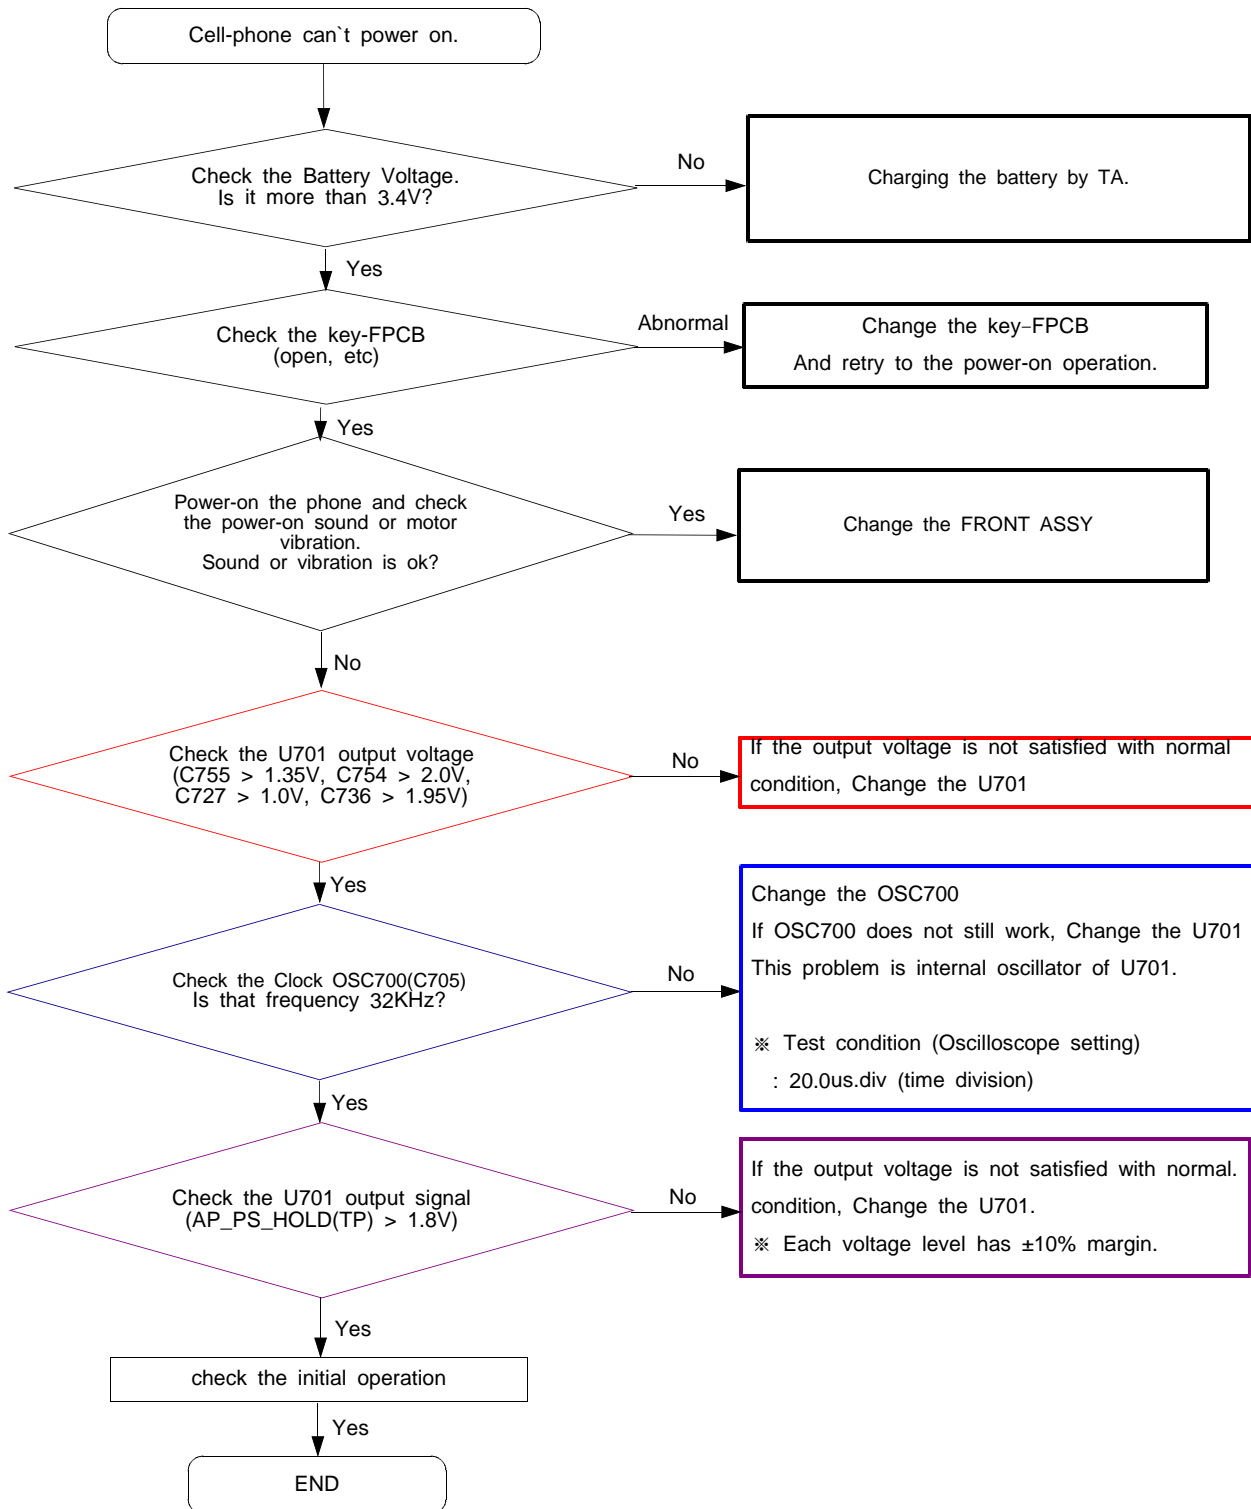 Cell-phone can`t power on.
Check the Battery Voltage.
Is it more than 3.4V?
No
Charging the battery by TA.
Yes
Check the key-FPCB
(open, etc)
Abnormal
Change the key-FPCB
And retry to the power-on operation.
Yes
Power-on the phone and check
the power-on sound or motor
vibration.
Sound or vibration is ok?
Yes
Change the FRONT ASSY
No
Check the U701 output voltage
(C755 > 1.35V, C754 > 2.0V,
C727 > 1.0V, C736 > 1.95V)
No
If the output voltage is not satisfied with normal
condition, Change the U701
Yes
Check the Clock OSC700(C705)
Is that frequency 32KHz?
No
Change the OSC700
If OSC700 does not still work, Change the U701
This problem is internal oscillator of U701.
※ Test condition (Oscilloscope setting)
: 20.0us.div (time division)
Yes
Check the U701 output signal
(AP_PS_HOLD(TP) > 1.8V)
No
If the output voltage is not satisfied with normal.
condition, Change the U701.
※ Each voltage level has ±10% margin.
Yes
check the initial operation
Yes
END